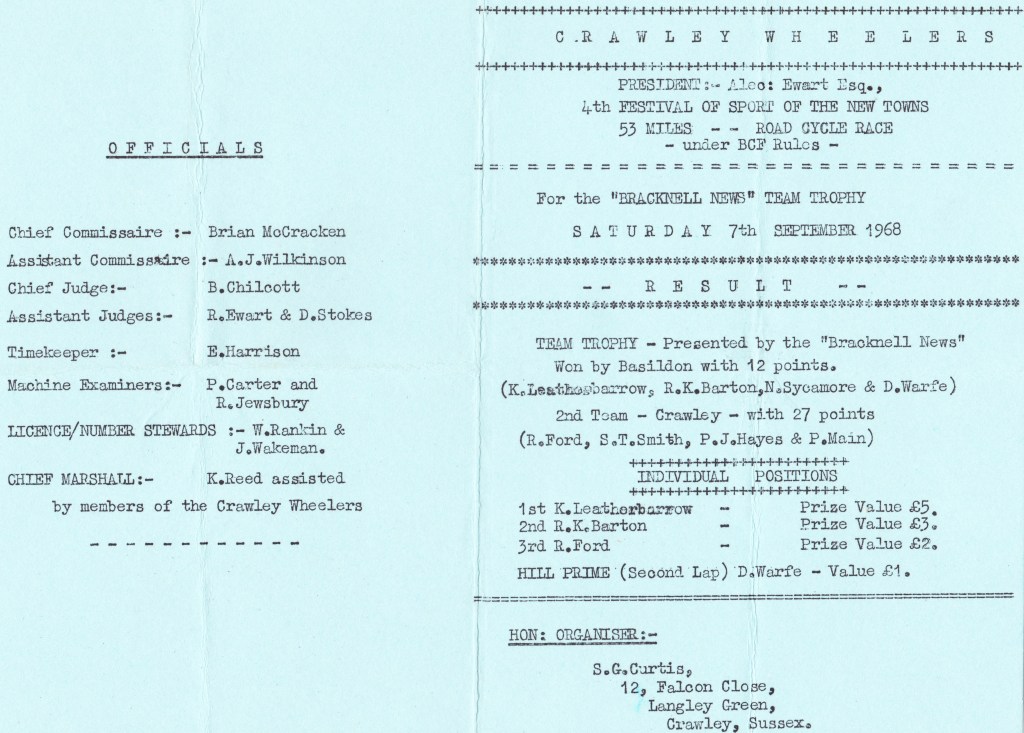 O F F I C I A L S
Chief Commissaire :- Brian McCracken
Assistant Commissaire :- A.J.Wilkinson
Chief Judge:- B.Chilcott
Assistant Judges:- R.Ewart & D.Stokes
Timekeeper :- E.Harrison
Machine Examiners:- P.Carter and
R.Jewsbury
LICENCE/NUMBER STEWARDS :- W.Rankin &
J.Wakeman.
CHIEF MARSHALL:- K.Reed assisted
by members of the Crawley Wheelers
C.R A W L E Y W H E E L E R S
PRESIDENT:- Alec: Ewart Esq.,
4th FESTIVAL OF SPORT OF THE NEW TOWNS
53 MILES - - ROAD CYCLE RACE
- under BCF Rules -
For the "BRACKNELL NEWS" TEAM TROPHY
S A T U R D A Y 7th SEPTEMBER 1968
-- R E S U L T --
TEAM TROPHY - Presented by the "Bracknell News"
Won by Basildon with 12 points.
(K.Leatherbarrow, R.K.Barton,N.Sycamore & D.Warfe)
2nd Team - Crawley - with 27 points
(R.Ford, S.T.Smith, P.J.Hayes & P.Main)
INDIVIDUAL POSITIONS
1st K.Leatherbarrow - Prize Value £5.
2nd R.K.Barton - Prize Value £3.
3rd R.Ford - Prize Value £2.
HILL PRIME (Second Lap) D.Warfe - Value £1.
HON: ORGANISER:-
S.G.Curtis,
12, Falcon Close,
Langley Green,
Crawley, Sussex.